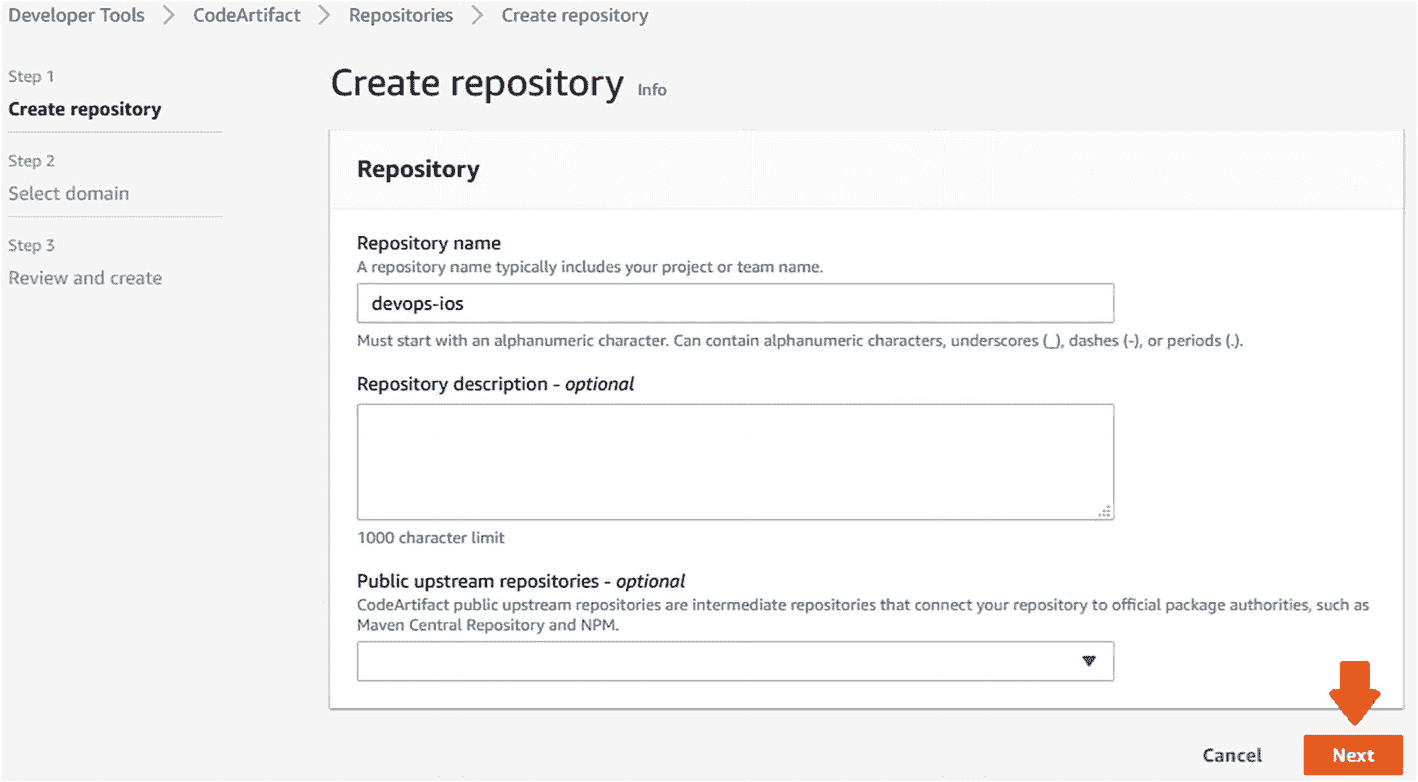 Developer Tools > CodeArtifact > Repositories > Create repository
Step 1
Create repository
Step 2
Select domain
Step 3
Review and create
Create repository Info
Repository
Repository name
A repository name typically includes your project or team name.
devops-ios
Must start with an alphanumeric character. Can contain alphanumeric characters, underscores (_), dashes (-), or periods (.).
Repository description - optional
1000 character limit
Public upstream repositories - optional
CodeArtifact public upstream repositories are intermediate repositories that connect your repository to official package authorities, such as
Maven Central Repository and NPM.
Cancel Next